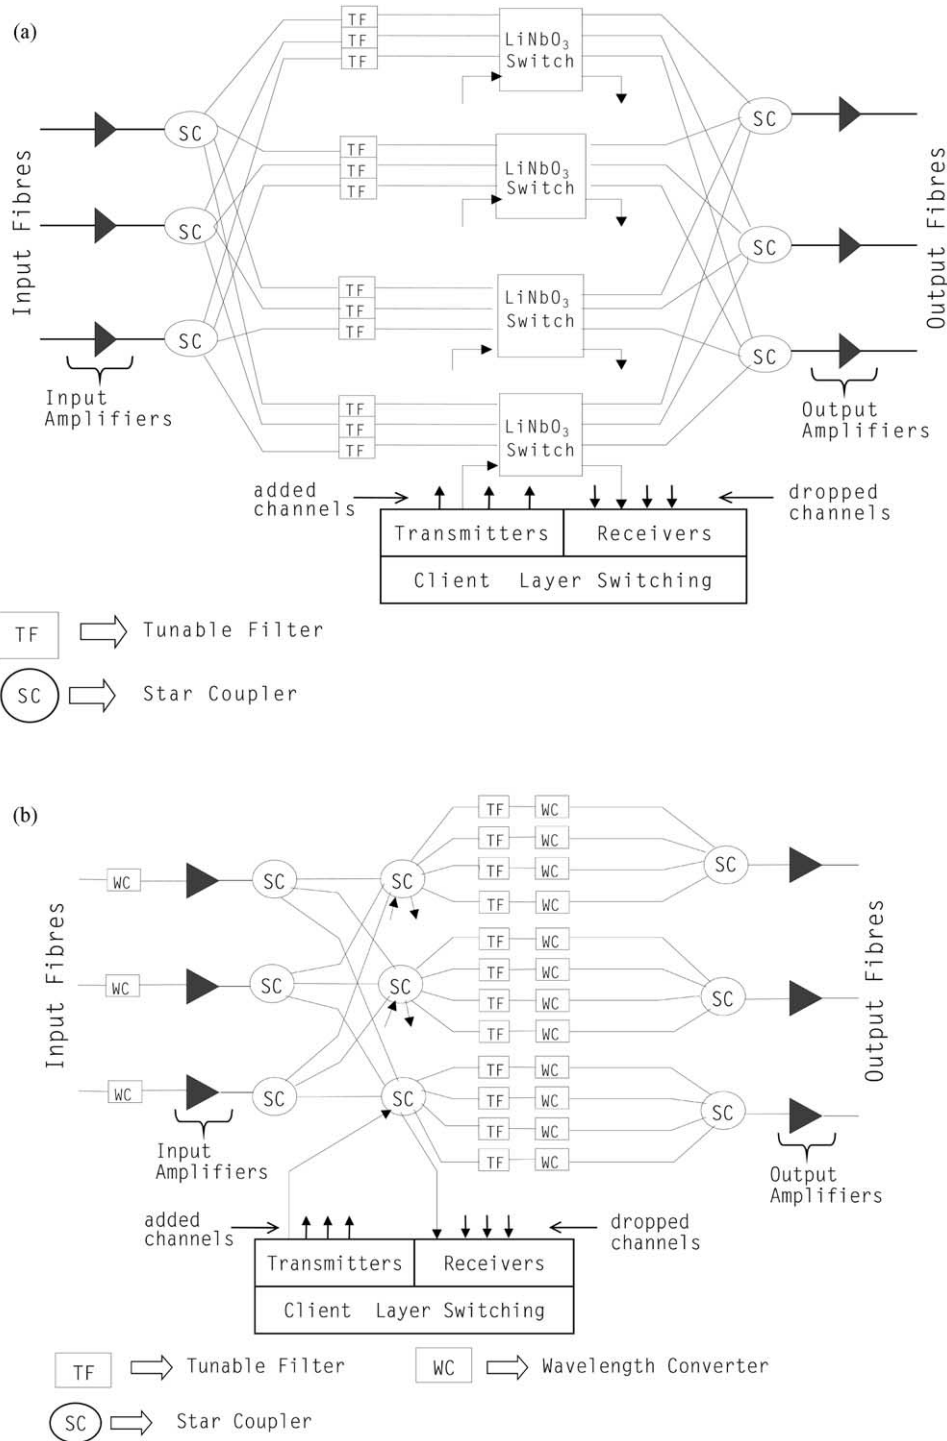 (a)
TF
TF
TF
LiNbO3
Switch
SC
SC
TF
TF
TF
LiNbO3
Switch
Input Fibres
SC
SC
Output Fibres
TF
TF
TF
LiNbO3
Switch
SC
SC
Input
Amplifiers
TF
TF
TF
LiNbO3
Switch
Output
Amplifiers
added
channels
dropped
channels
Transmitters Receivers
Client Layer Switching
TF Tunable Filter
SC Star Coupler
(b)
TF WC
TF WC
TF WC
TF WC
WC SC SC SC
TF WC
TF WC
TF WC
TF WC
Input Fibres
WC SC SC SC
Output Fibres
TF WC
TF WC
TF WC
TF WC
WC SC SC SC
Input
Amplifiers
Output
Amplifiers
added
channels
dropped
channels
Transmitters Receivers
Client Layer Switching
TF Tunable Filter WC Wavelength Converter
SC Star Coupler